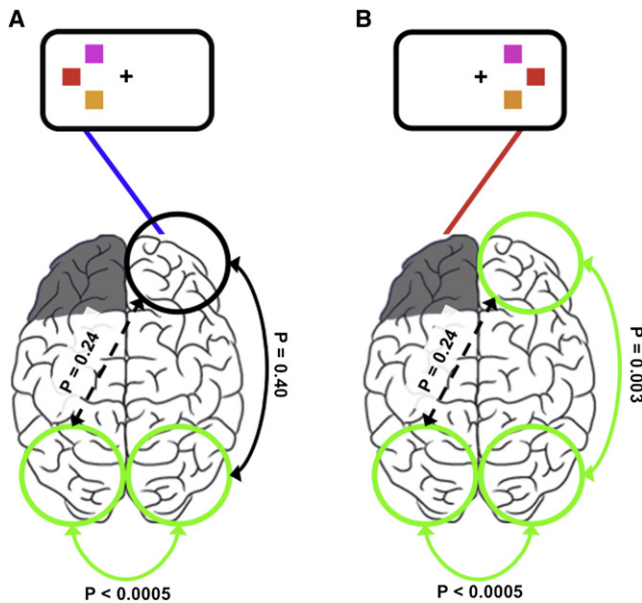 A
B
+
+
P = 0.24
P = 0.40
P = 0.24
P = 0.003
P < 0.0005
P < 0.0005